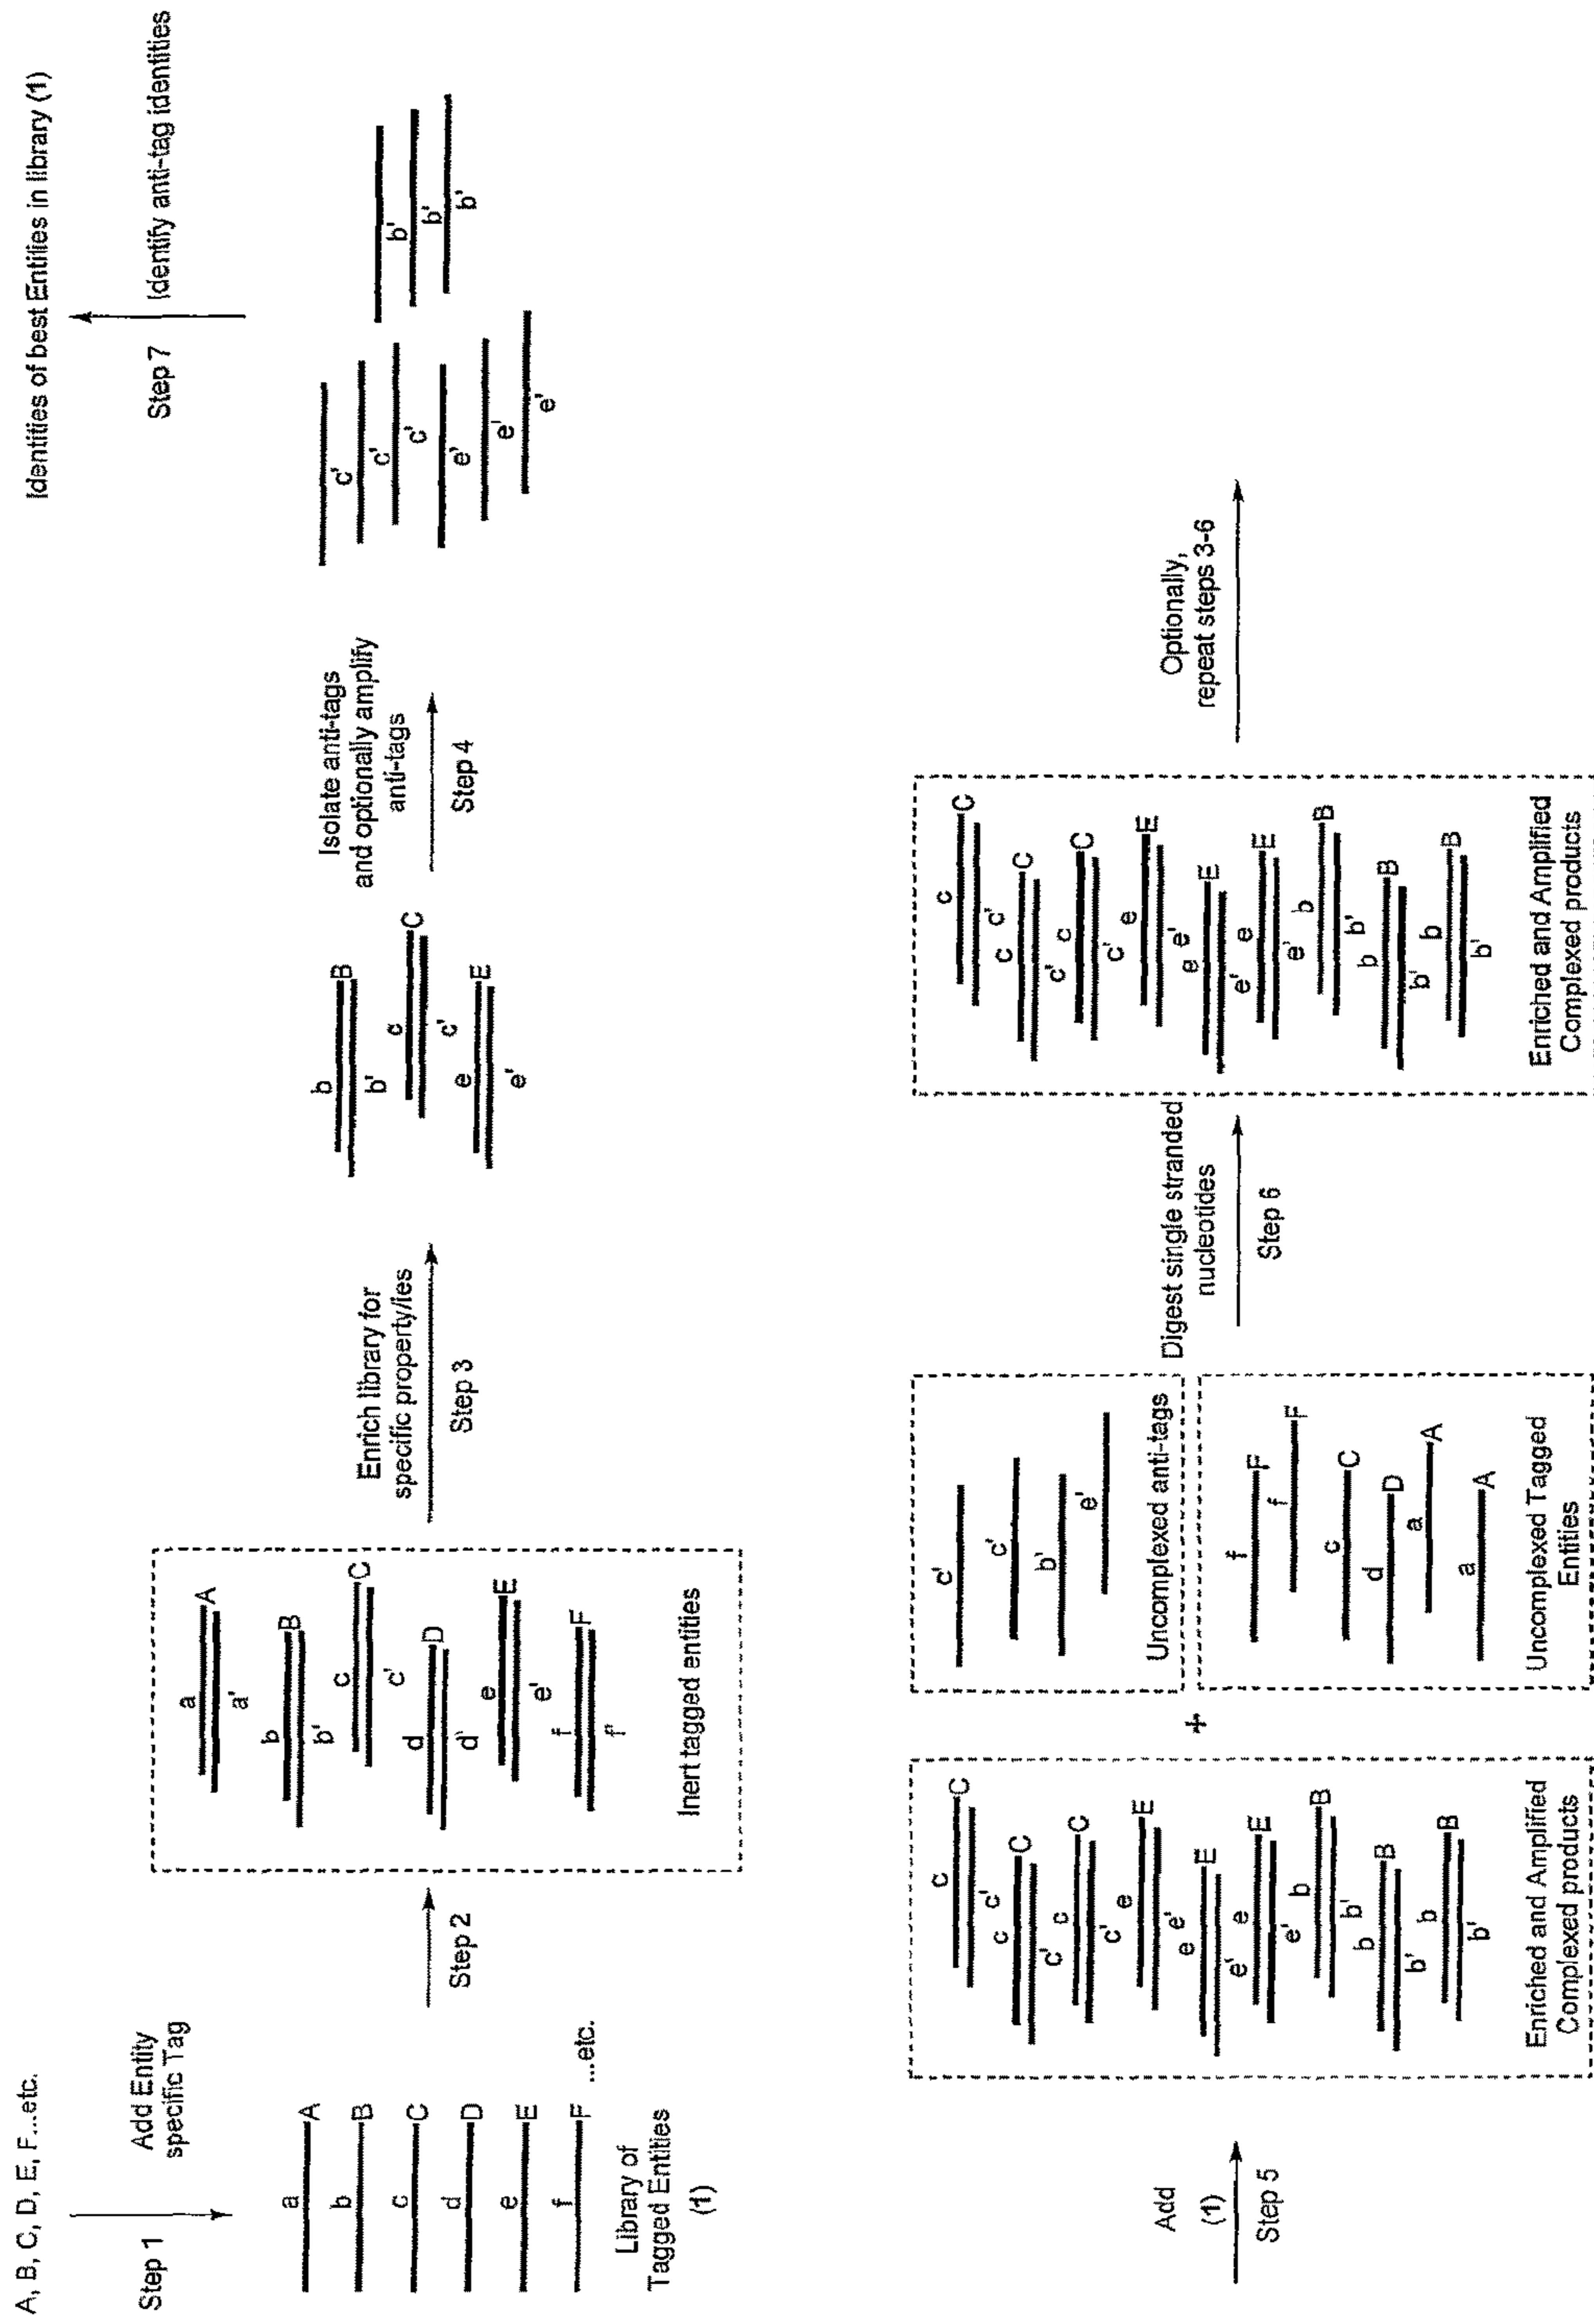 A, B, C, D, E, F...etc.
Step 1
Add Entity
specific Tag
a
A
b
B
c
C
d
D
e
E
f
F
...etc.
Library of
Tagged Entities
(1)
Step 2
a
A
a'
b
B
b'
c
C
c'
d
D
d'
e
E
e'
f
F
f'
Inert tagged entities
Enrich library for
specific property/ies
Step 3
b
B
b'
c
C
c'
e
E
e'
Isolate anti-tags
and optionally amplify
anti-tags
Step 4
c'
c'
c'
e'
e'
e'
b'
b'
b'
Step 7
Identify anti-tag identities
Identities of best Entities in library (1)
Add
(1)
Step 5
c
C
c'
c
C
c'
c
C
c'
e
E
e'
e
E
e'
e
E
e'
b
B
b'
b
B
b'
b
B
b'
Enriched and Amplified
Complexed products
+
c'
c'
b'
e'
Uncomplexed anti-tags
f
F
f
F
c
C
d
D
a
A
a
A
Uncomplexed Tagged
Entities
Digest single stranded
nucleotides
Step 6
c
C
c'
c
C
c'
c
C
c'
e
E
e'
e
E
e'
e
E
e'
b
B
b'
b
B
b'
b
B
b'
Enriched and Amplified
Complexed products
Optionally,
repeat steps 3-6